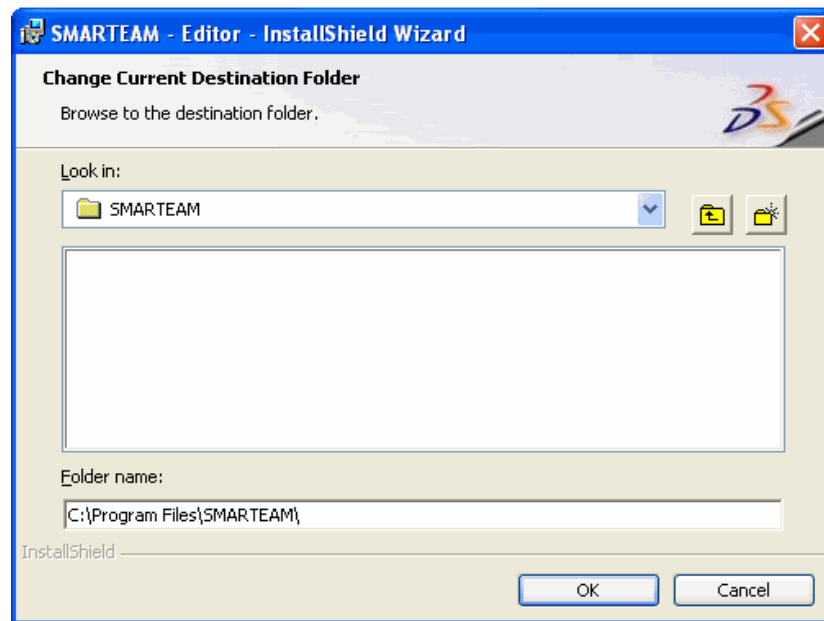 SMARTEAM - Editor - InstallShield Wizard
Change Current Destination Folder
Browse to the destination folder.
Look in:
SMARTEAM
Folder name:
C:\Program Files\SMARTEAM\
InstallShield
OK Cancel